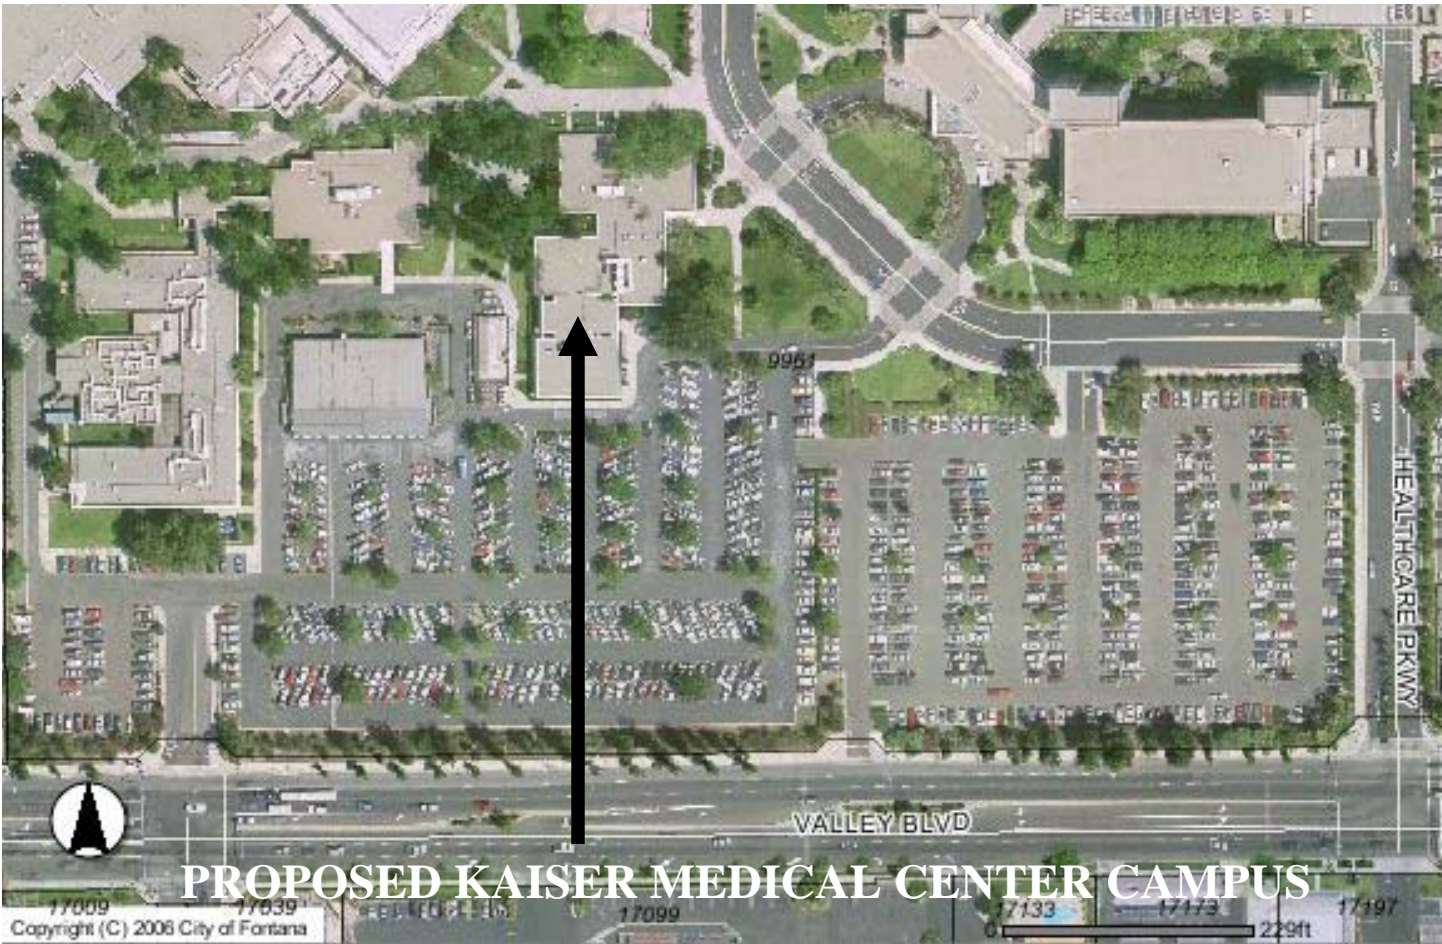 9961
HEALTHCARE PKWY
VALLEY BLVD
PROPOSED KAISER MEDICAL CENTER CAMPUS
17009
17039
17099
17133
17173
17197
Copyright (C) 2006 City of Fontana
0
229ft